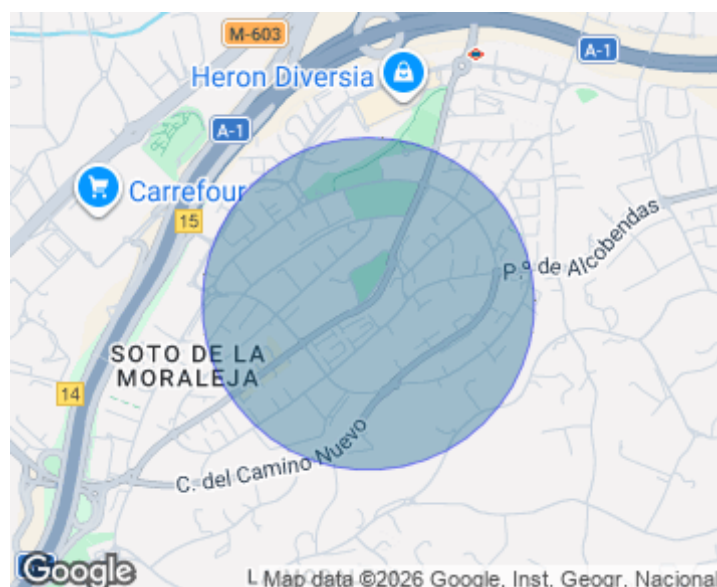 M-603
A-1
Heron Diversia
A-1
Carrefour
15
P.º de Alcobendas
SOTO DE LA
MORALEJA
14
C. del Camino Nuevo
Google
Map data ©2026 Google, Inst. Geogr. Nacional